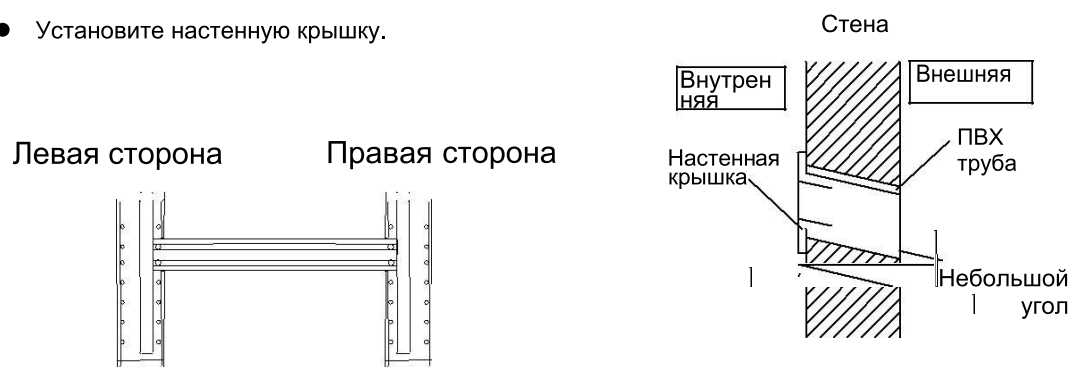 ● Установите настенную крышку.
Стена
Внутрен
няя
Внешняя
Левая сторона
Правая сторона
Настенная
крышка
ПВХ
труба
Небольшой
угол